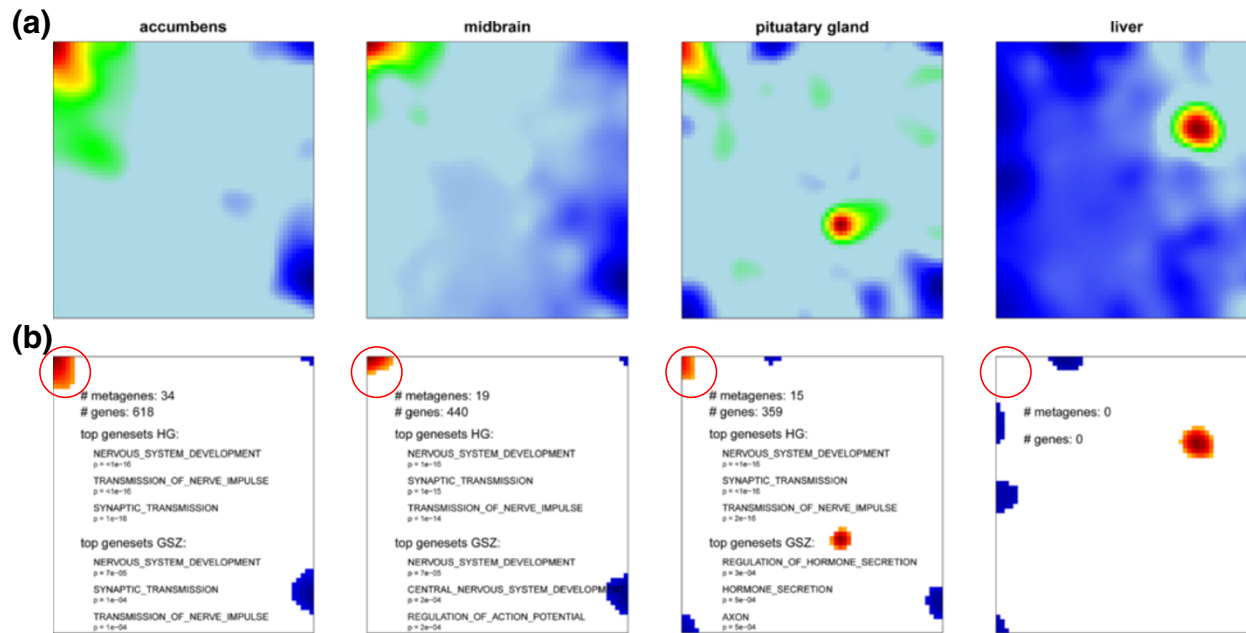 (a)
accumbens
midbrain
pituatary gland
liver
(b)
# metagenes: 34
# genes: 618
top genesets HG:
NERVOUS_SYSTEM_DEVELOPMENT
p = <1e-16
TRANSMISSION_OF_NERVE_IMPULSE
p = <1e-16
SYNAPTIC_TRANSMISSION
p = 1e-16
top genesets GSZ:
NERVOUS_SYSTEM_DEVELOPMENT
p = 7e-05
SYNAPTIC_TRANSMISSION
p = 1e-04
TRANSMISSION_OF_NERVE_IMPULSE
p = 1e-04
# metagenes: 19
# genes: 440
top genesets HG:
NERVOUS_SYSTEM_DEVELOPMENT
p = 1e-16
SYNAPTIC_TRANSMISSION
p = 1e-15
TRANSMISSION_OF_NERVE_IMPULSE
p = 1e-14
top genesets GSZ:
NERVOUS_SYSTEM_DEVELOPMENT
p = 7e-05
CENTRAL_NERVOUS_SYSTEM_DEVELOPMENT
p = 2e-04
REGULATION_OF_ACTION_POTENTIAL
p = 2e-04
# metagenes: 15
# genes: 359
top genesets HG:
NERVOUS_SYSTEM_DEVELOPMENT
p = <1e-16
SYNAPTIC_TRANSMISSION
p = <1e-16
TRANSMISSION_OF_NERVE_IMPULSE
p = 2e-16
top genesets GSZ:
REGULATION_OF_HORMONE_SECRETION
p = 3e-04
HORMONE_SECRETION
p = 5e-04
AXON
p = 5e-04
# metagenes: 0
# genes: 0